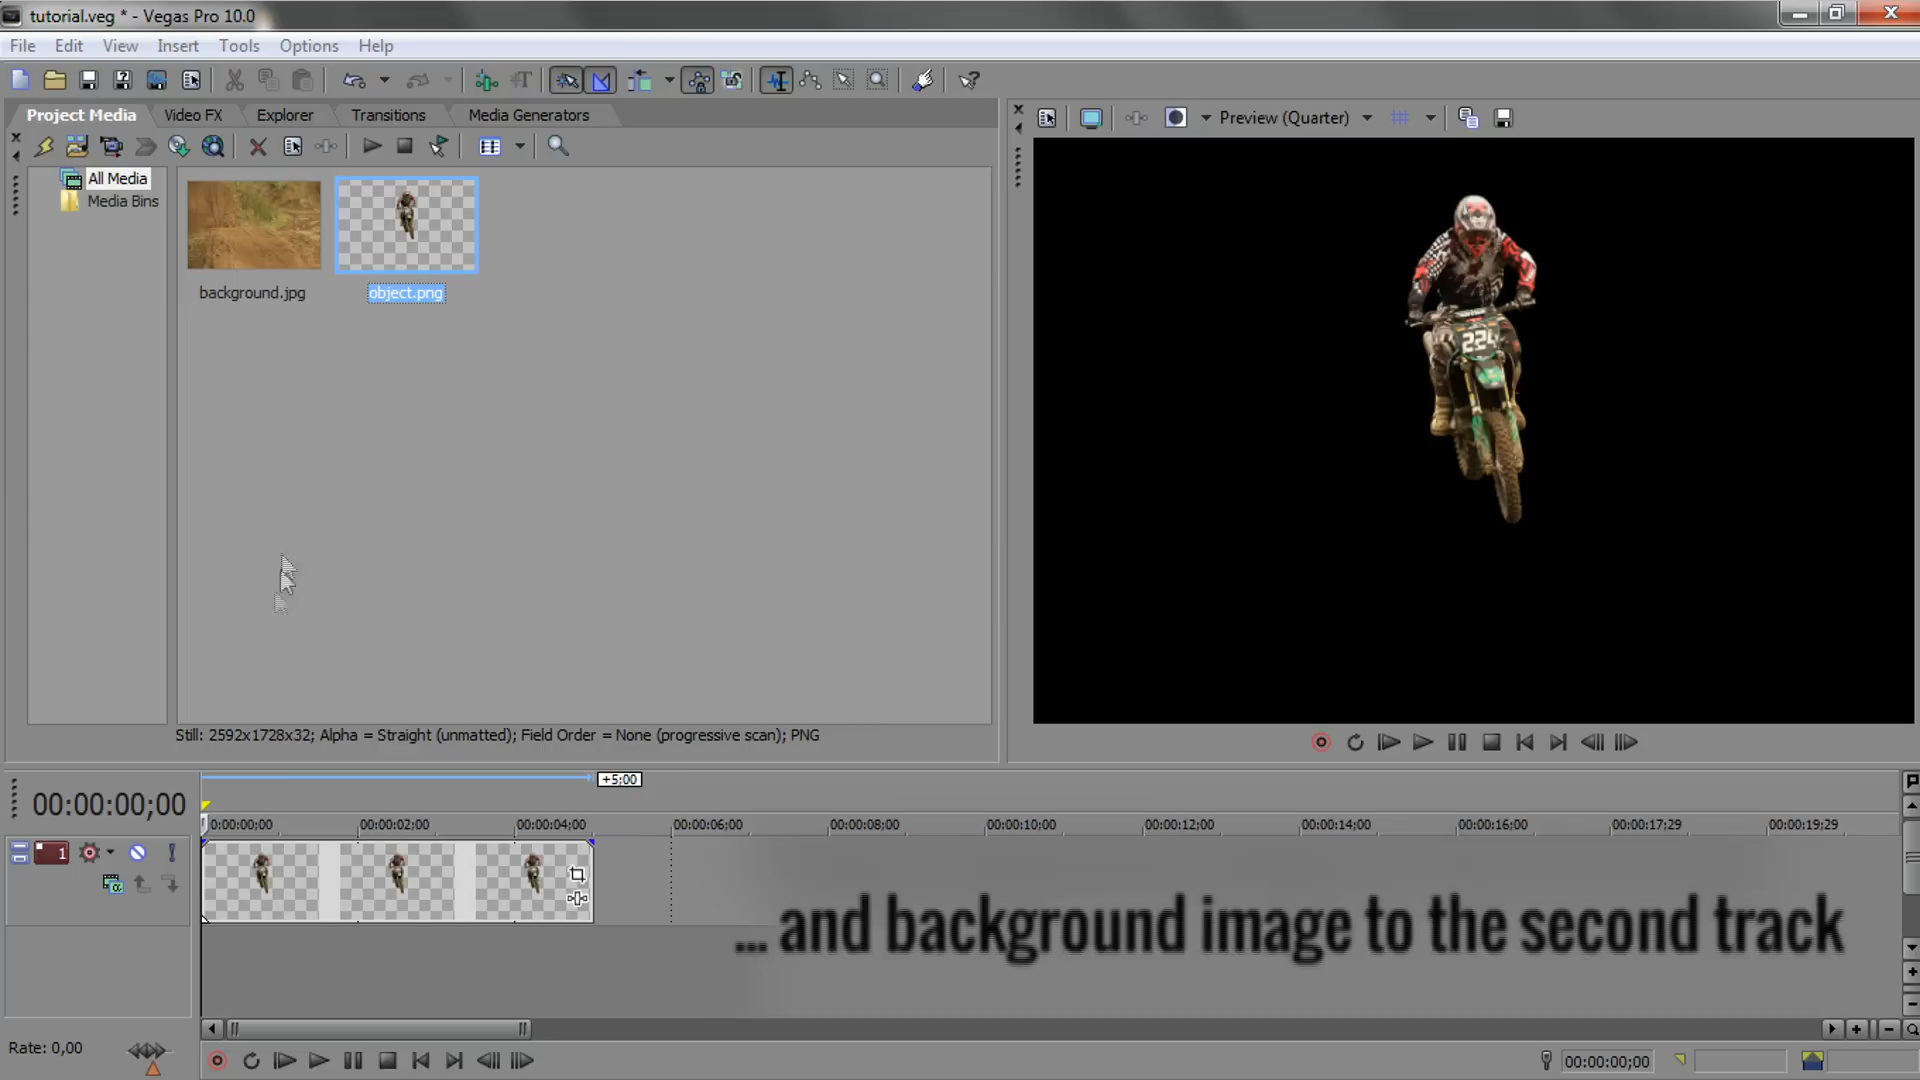 tutorial.veg * - Vegas Pro 10.0
File Edit View Insert Tools Options Help
Project Media Video FX Explorer Transitions Media Generators
Preview (Quarter)
All Media
Media Bins
background.jpg
object.png
224
Still: 2592x1728x32; Alpha = Straight (unmatted); Field Order = None (progressive scan); PNG
+5;00
00:00:00;00
0:00:00;00 00:00:02;00 00:00:04;00 00:00:06;00 00:00:08;00 00:00:10;00 00:00:12;00 00:00:14;00 00:00:16;00 00:00:17;29 00:00:19;29
1
... and background image to the second track
Rate: 0,00
00:00:00;00